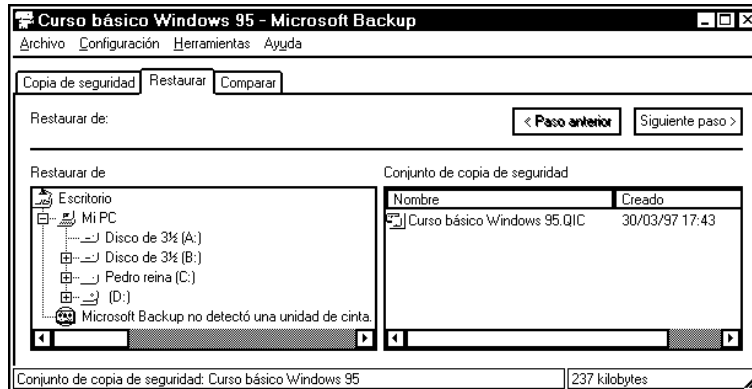 Curso básico Windows 95 - Microsoft Backup
Archivo Configuración Herramientas Ayuda
Copia de seguridad Restaurar Comparar
Restaurar de:
< Paso anterior Siguiente paso >
Restaurar de
Escritorio
Mi PC
Disco de 3½ (A:)
Disco de 3½ (B:)
Pedro reina (C:)
(D:)
Microsoft Backup no detectó una unidad de cinta.
Conjunto de copia de seguridad
Nombre Creado
Curso básico Windows 95.QIC 30/03/97 17:43
Conjunto de copia de seguridad: Curso básico Windows 95 237 kilobytes